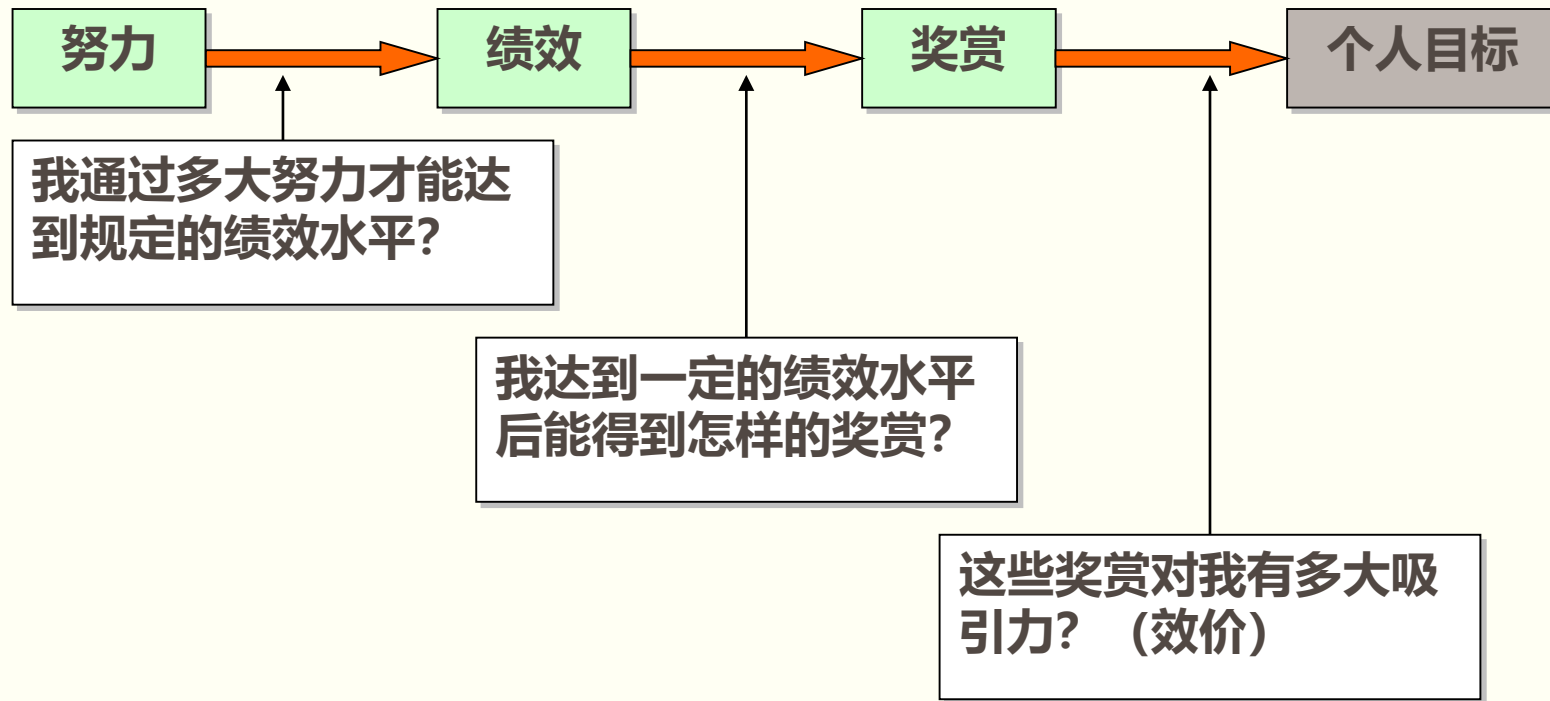 努力
绩效
奖赏
个人目标
我通过多大努力才能达
到规定的绩效水平？
我达到一定的绩效水平
后能得到怎样的奖赏？
这些奖赏对我有多大吸
引力？（效价）